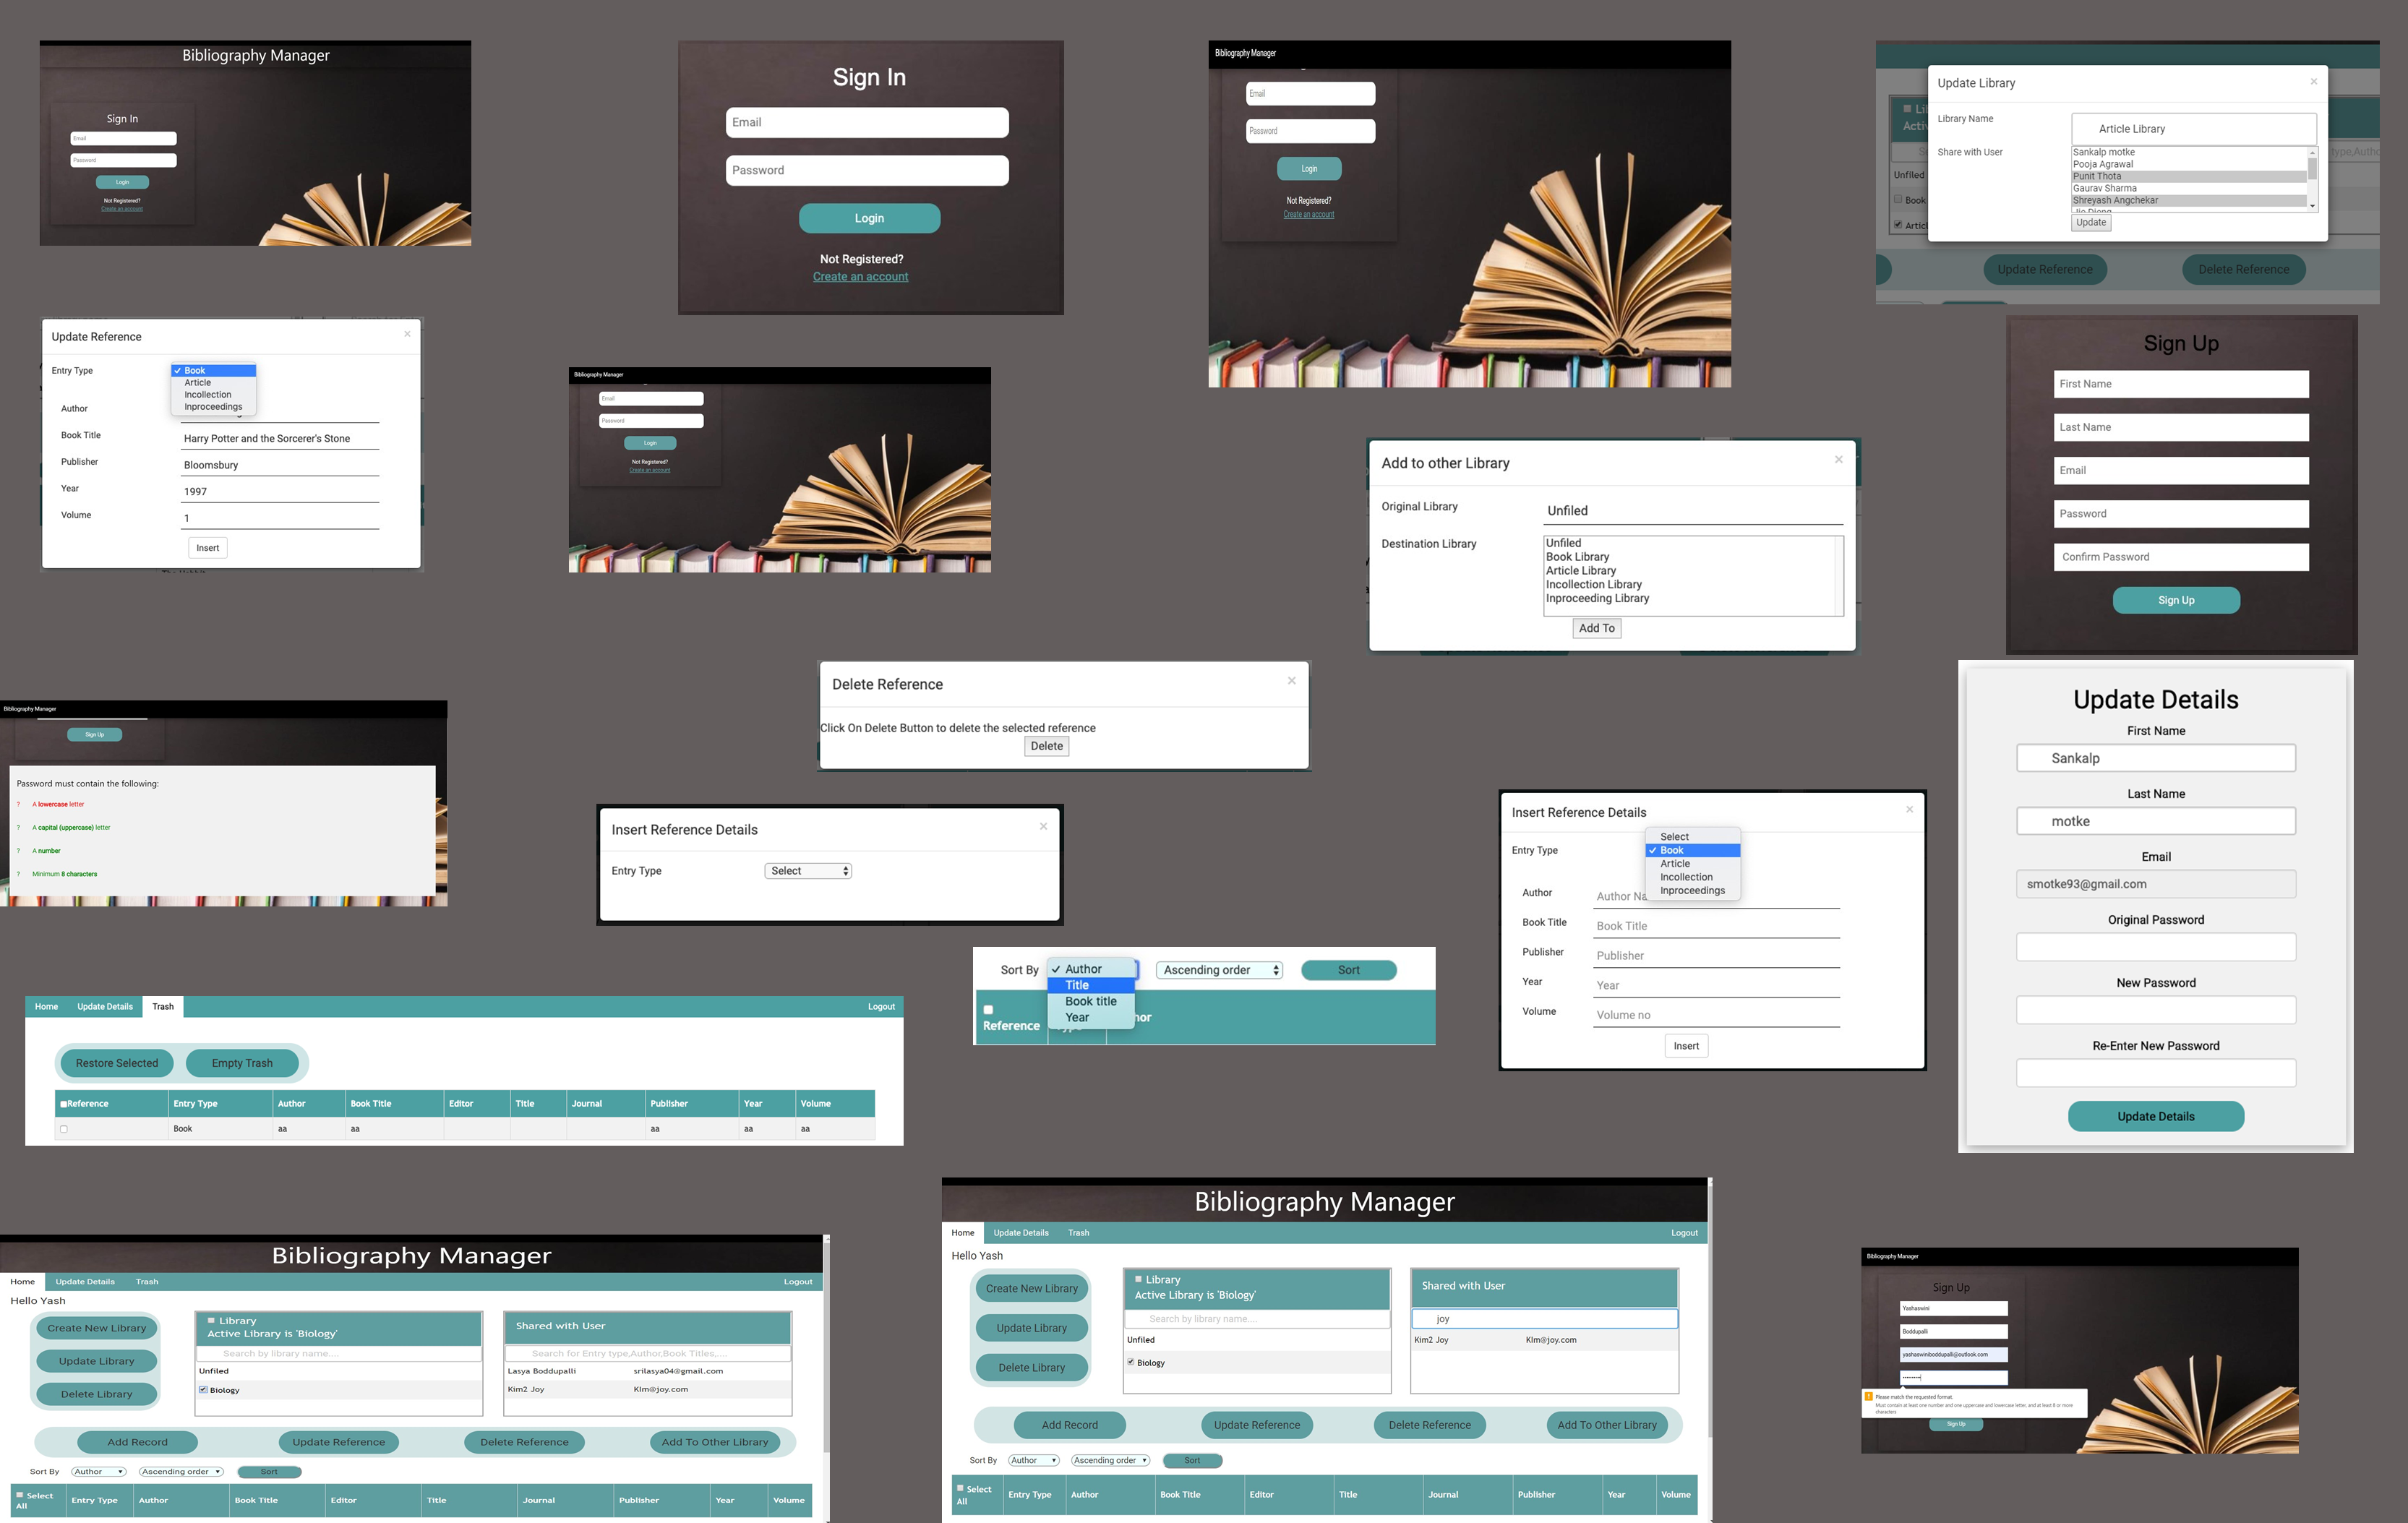 Bibliography Manager
Sign In
Email
Password
Login
Not Registered?
Create an account
Sign In
Email
Password
Login
Not Registered?
Create an account
Bibliography Manager
Email
Password
Login
Not Registered?
Create an account
Update Library ×
Library Name Article Library
Share with User
Sankalp motke
Pooja Agrawal
Punit Thota
Gaurav Sharma
Shreyash Angchekar
Update
Unfiled
Book
Update Reference Delete Reference
Update Reference ×
Entry Type ✓ Book
Article
Incollection
Inproceedings
Author
Book Title Harry Potter and the Sorcerer's Stone
Publisher Bloomsbury
Year 1997
Volume 1
Insert
Bibliography Manager
Email
Password
Login
Not Registered?
Create an account
Add to other Library ×
Original Library Unfiled
Destination Library
Unfiled
Book Library
Article Library
Incollection Library
Inproceeding Library
Add To
Sign Up
First Name
Last Name
Email
Password
Confirm Password
Sign Up
Bibliography Manager
Sign Up
Password must contain the following:
? A lowercase letter
? A capital (uppercase) letter
? A number
? Minimum 8 characters
Delete Reference ×
Click On Delete Button to delete the selected reference
Delete
Insert Reference Details ×
Entry Type Select
Insert Reference Details ×
Entry Type
Select
✓ Book
Article
Incollection
Inproceedings
Author Author Na
Book Title Book Title
Publisher Publisher
Year Year
Volume Volume no
Insert
Update Details
First Name
Sankalp
Last Name
motke
Email
smotke93@gmail.com
Original Password
New Password
Re-Enter New Password
Update Details
Sort By ✓ Author Ascending order Sort
Title
Book title
Year
Reference
Home Update Details Trash Logout
Restore Selected Empty Trash
Reference Entry Type Author Book Title Editor Title Journal Publisher Year Volume
Book aa aa aa aa aa
Bibliography Manager
Home Update Details Trash Logout
Hello Yash
Create New Library
Update Library
Delete Library
Library
Active Library is 'Biology'
Search by library name....
Unfiled
Biology
Shared with User
Search for Entry type,Author,Book Titles,....
Lasya Boddupalli srilasya04@gmail.com
Kim2 Joy Klm@joy.com
Add Record Update Reference Delete Reference Add To Other Library
Sort By Author Ascending order Sort
Select All Entry Type Author Book Title Editor Title Journal Publisher Year Volume
Bibliography Manager
Home Update Details Trash Logout
Hello Yash
Create New Library
Update Library
Delete Library
Library
Active Library is 'Biology'
Search by library name....
Unfiled
Biology
Shared with User
joy
Kim2 Joy Klm@joy.com
Add Record Update Reference Delete Reference Add To Other Library
Sort By Author Ascending order Sort
Select All Entry Type Author Book Title Editor Title Journal Publisher Year Volume
Bibliography Manager
Sign Up
Yashaswini
Boddupalli
yashaswiniboddupalli@outlook.com
Please match the requested format.
Must contain at least one number and one uppercase and lowercase letter, and at least 8 or more
characters
Sign Up